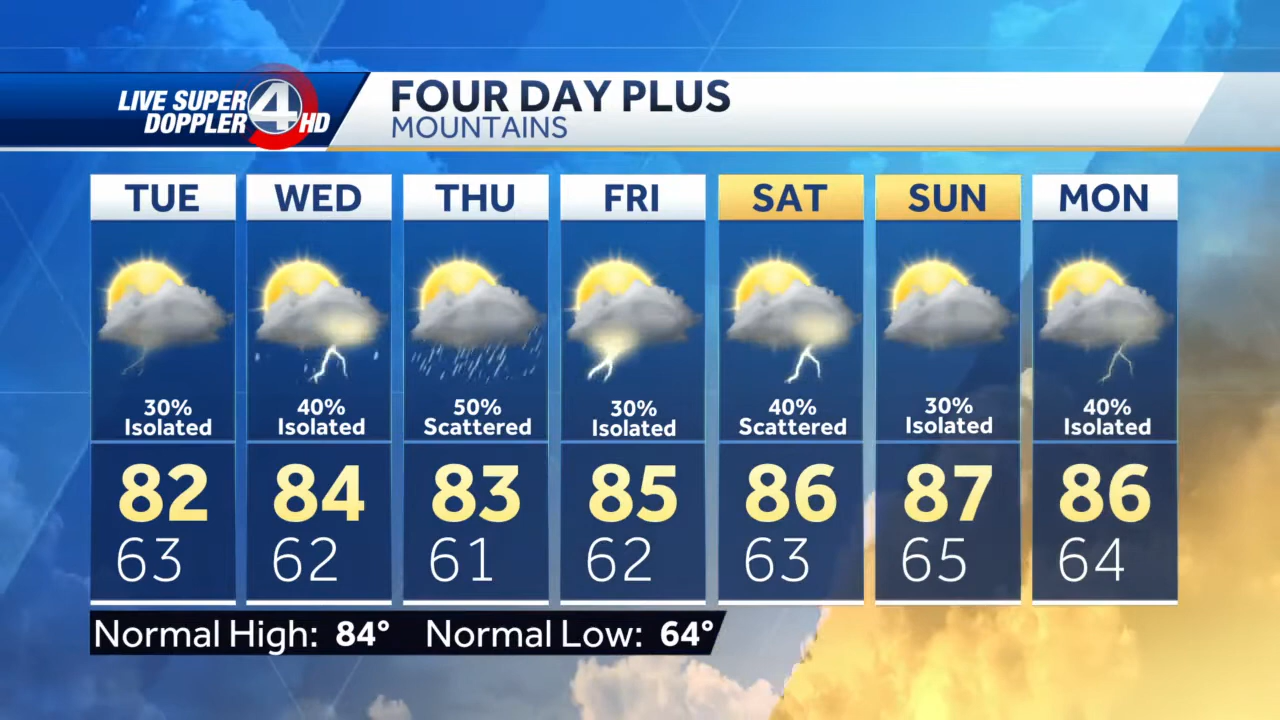 LIVE SUPER
DOPPLER 4 HD
FOUR DAY PLUS
MOUNTAINS
TUE WED THU FRI SAT SUN MON
30% 40% 50% 30% 40% 30% 40%
Isolated Isolated Scattered Isolated Scattered Isolated Isolated
82 84 83 85 86 87 86
63 62 61 62 63 65 64
Normal High: 84° Normal Low: 64°